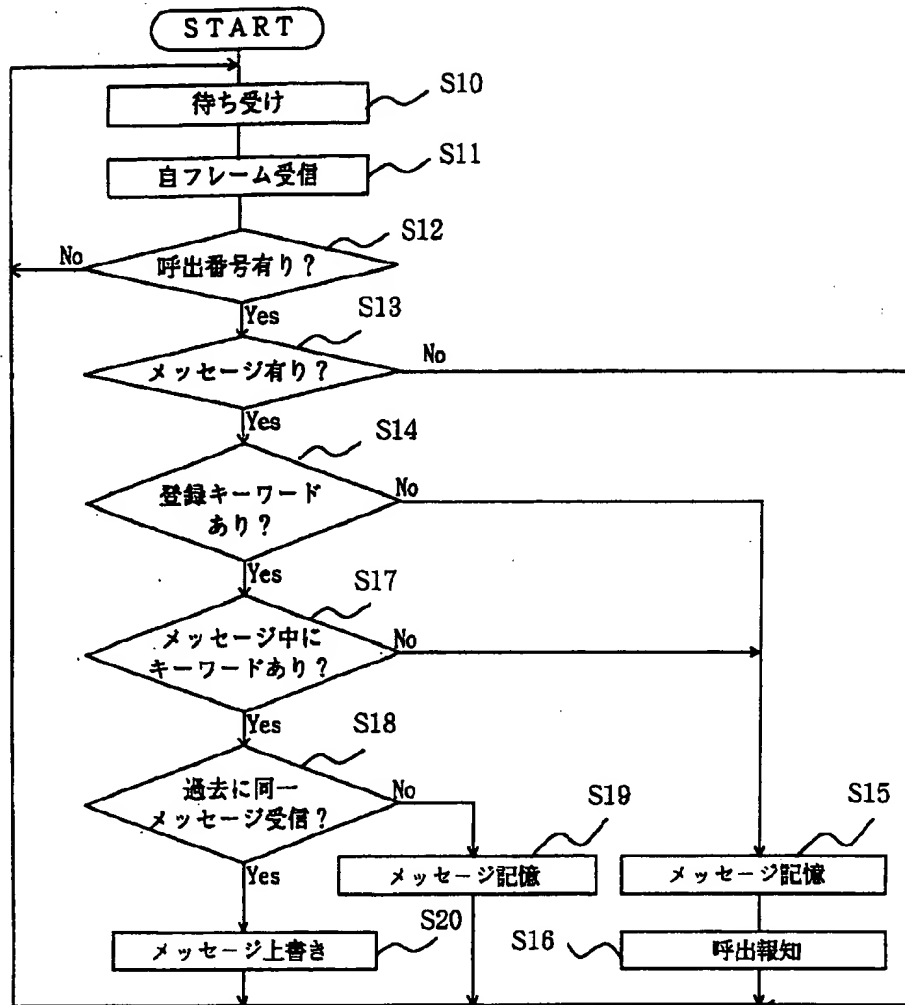 START
待ち受け
S10
自フレーム受信
S11
呼出番号有り?
S12
No
Yes
メッセージ有り?
S13
No
Yes
登録キーワード
あり?
S14
No
Yes
メッセージ中に
キーワードあり?
S17
No
Yes
過去に同一
メッセージ受信?
S18
No
Yes
メッセージ記憶
S19
メッセージ記憶
S15
メッセージ上書き
S20
S16
呼出報知